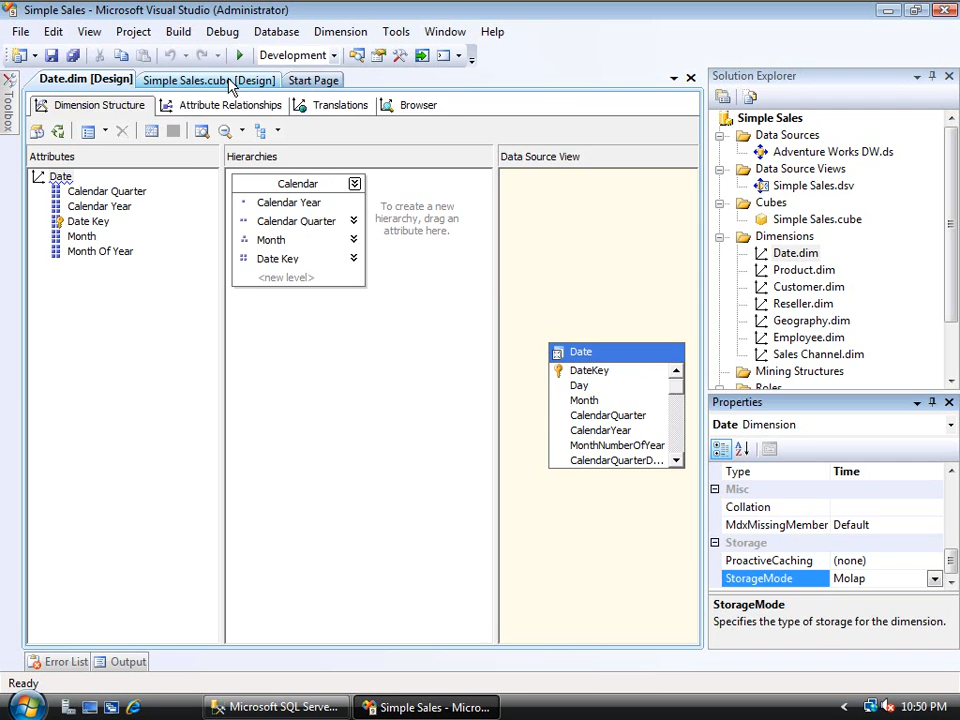 Simple Sales - Microsoft Visual Studio (Administrator)
File Edit View Project Build Debug Database Dimension Tools Window Help
Development
Date.dim [Design] Simple Sales.cube [Design] Start Page
Dimension Structure Attribute Relationships Translations Browser
Attributes
Date
Calendar Quarter
Calendar Year
Date Key
Month
Month Of Year
Hierarchies
Calendar
Calendar Year
Calendar Quarter
Month
Date Key
<new level>
To create a new
hierarchy, drag an
attribute here.
Data Source View
Date
DateKey
Day
Month
CalendarQuarter
CalendarYear
MonthNumberOfYear
CalendarQuarterD...
Toolbox
Solution Explorer
Simple Sales
Data Sources
Adventure Works DW.ds
Data Source Views
Simple Sales.dsv
Cubes
Simple Sales.cube
Dimensions
Date.dim
Product.dim
Customer.dim
Reseller.dim
Geography.dim
Employee.dim
Sales Channel.dim
Mining Structures
Roles
Properties
Date Dimension
Type Time
Misc
Collation
MdxMissingMember Default
Storage
ProactiveCaching (none)
StorageMode Molap
StorageMode
Specifies the type of storage for the dimension.
Error List Output
Ready
Microsoft SQL Serve... Simple Sales - Micro... 10:50 PM